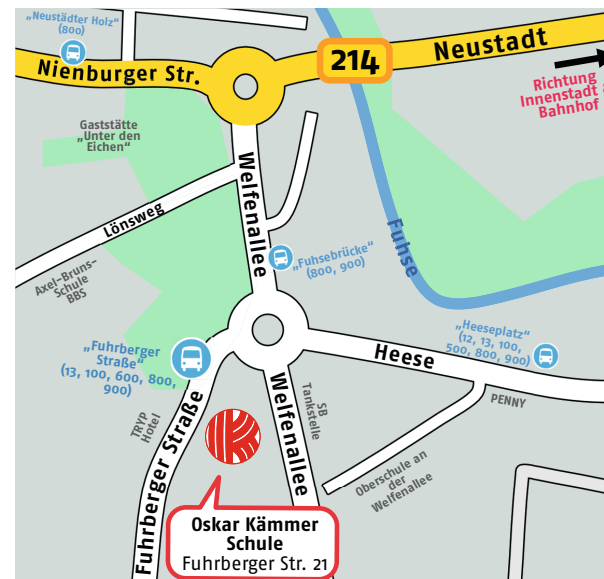 „Neustädter Holz“
(800)
Nienburger Str.
214
Neustadt
Richtung
Innenstadt
Bahnhof
Gaststätte
„Unter den
Eichen“
Welfenallee
Lönsweg
Fuhse
Axel-Bruns-
Schule
BBS
„Fuhsebrücke“
(800, 900)
„Heeseplatz“
(12, 13, 100,
500, 800, 900)
„Fuhrberger
Straße“
(13, 100, 600, 800,
900)
Heese
PENNY
SB
Tankstelle
Welfenallee
TRYP
Hotel
Fuhrberger Straße
Oberschule an
der
Welfenallee
Oskar Kämmer
Schule
Fuhrberger Str. 21